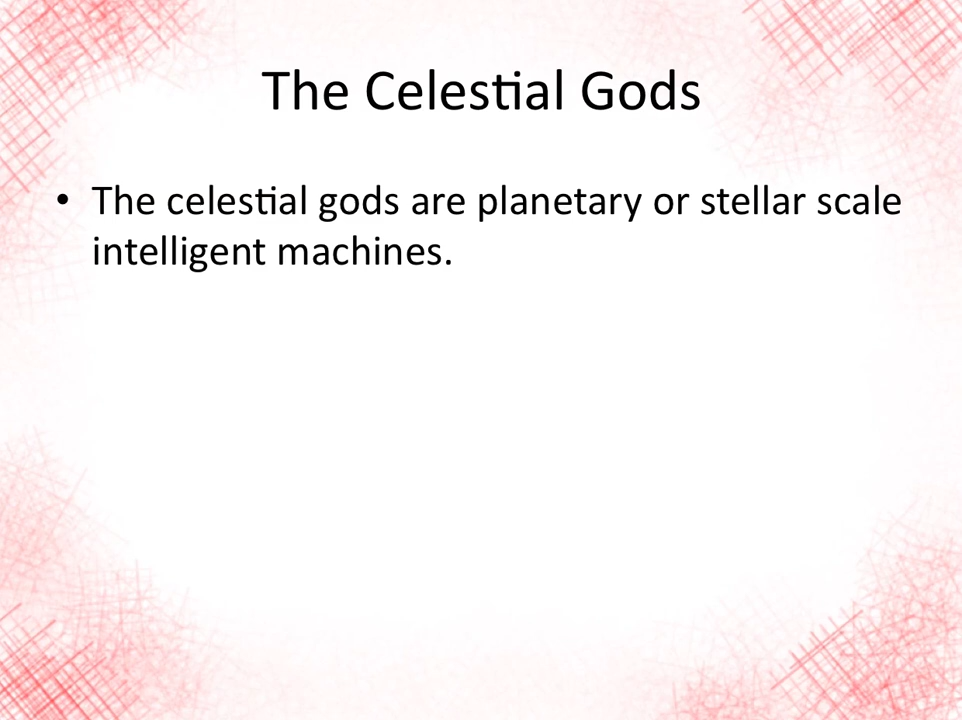 The Celestial Gods
• The celestial gods are planetary or stellar scale
intelligent machines.